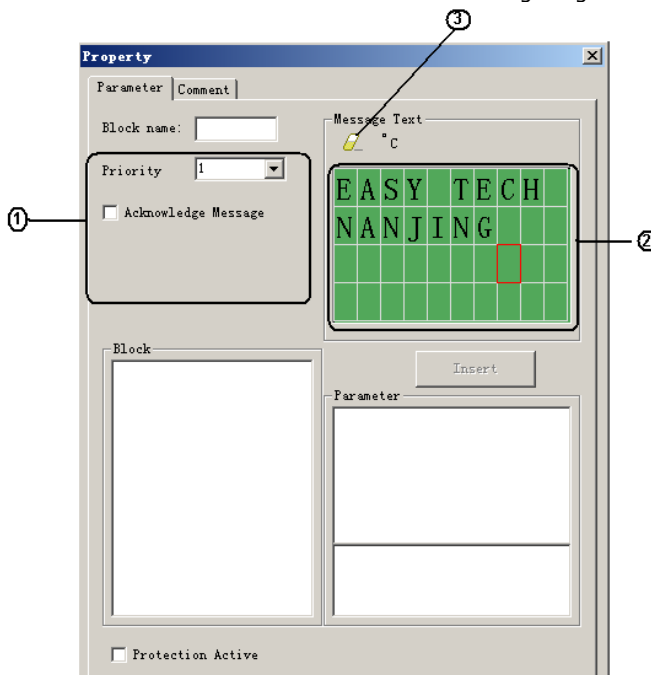 ③
Property
Parameter Comment
Block name:
Message Text
°C
Priority 1
Acknowledge Message
①
EASY TECH
NANJING
②
Block
Insert
Parameter
Protection Active